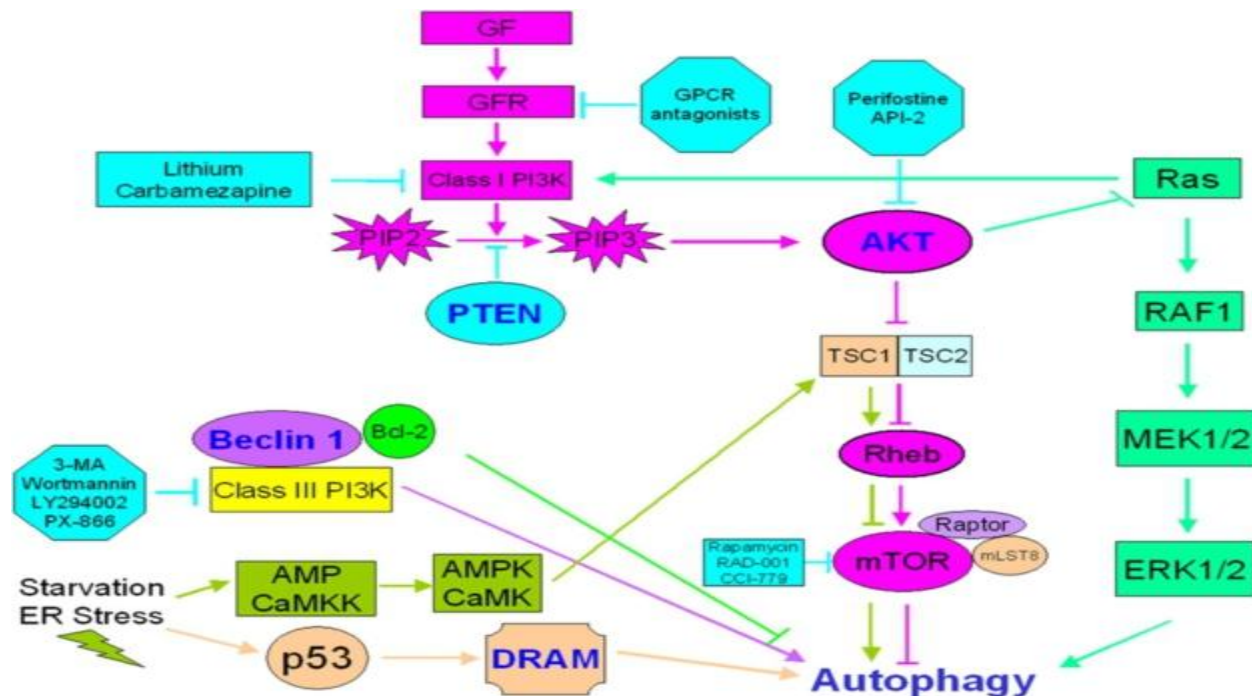 GF
GFR
GPCR
antagonists
Perifostine
API-2
Lithium
Carbamezapine
Class I PI3K
Ras
PIP2
PIP3
AKT
PTEN
RAF1
TSC1
TSC2
Beclin 1
Bcl-2
MEK1/2
Rheb
3-MA
Wortmannin
LY294002
PX-866
Class III PI3K
Raptor
Rapamycin
RAD-001
CCI-779
mTOR
mLST8
ERK1/2
Starvation
ER Stress
AMP
CaMKK
AMPK
CaMK
p53
DRAM
Autophagy